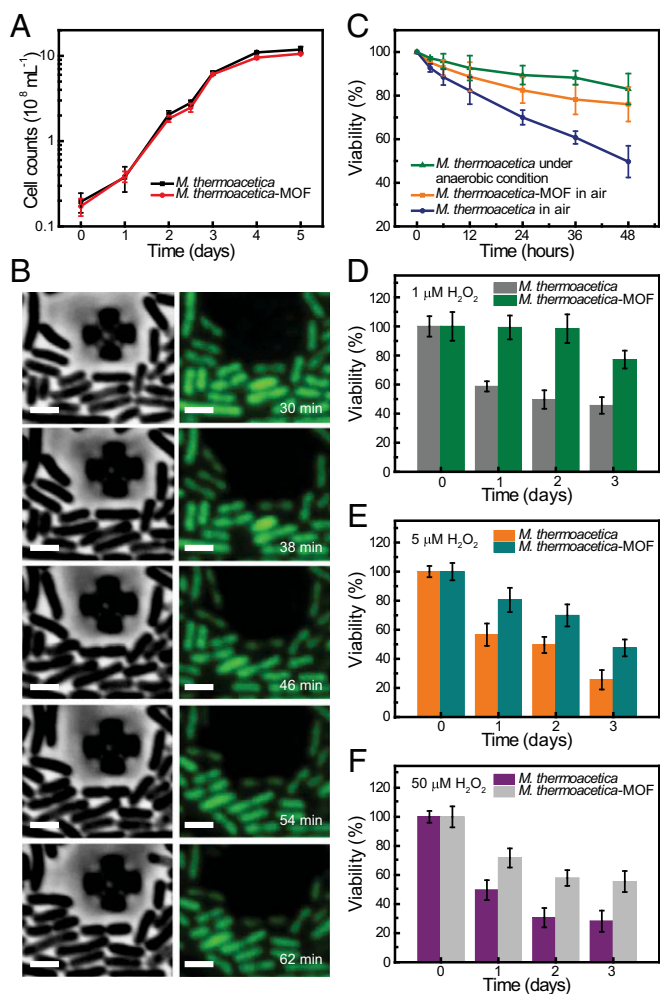 A
Cell counts (10⁸ mL⁻¹)
10
1
0.1
M. thermoacetica
M. thermoacetica-MOF
0 1 2 3 4 5
Time (days)
B
30 min
38 min
46 min
54 min
62 min
C
Viability (%)
100
80
60
40
20
M. thermoacetica under
anaerobic condition
M. thermoacetica-MOF in air
M. thermoacetica in air
0 12 24 36 48
Time (hours)
D
Viability (%)
120
100
80
60
40
20
0
1 μM H₂O₂
M. thermoacetica
M. thermoacetica-MOF
0 1 2 3
Time (days)
E
Viability (%)
120
100
80
60
40
20
0
5 μM H₂O₂
M. thermoacetica
M. thermoacetica-MOF
0 1 2 3
Time (days)
F
Viability (%)
120
100
80
60
40
20
0
50 μM H₂O₂
M. thermoacetica
M. thermoacetica-MOF
0 1 2 3
Time (days)